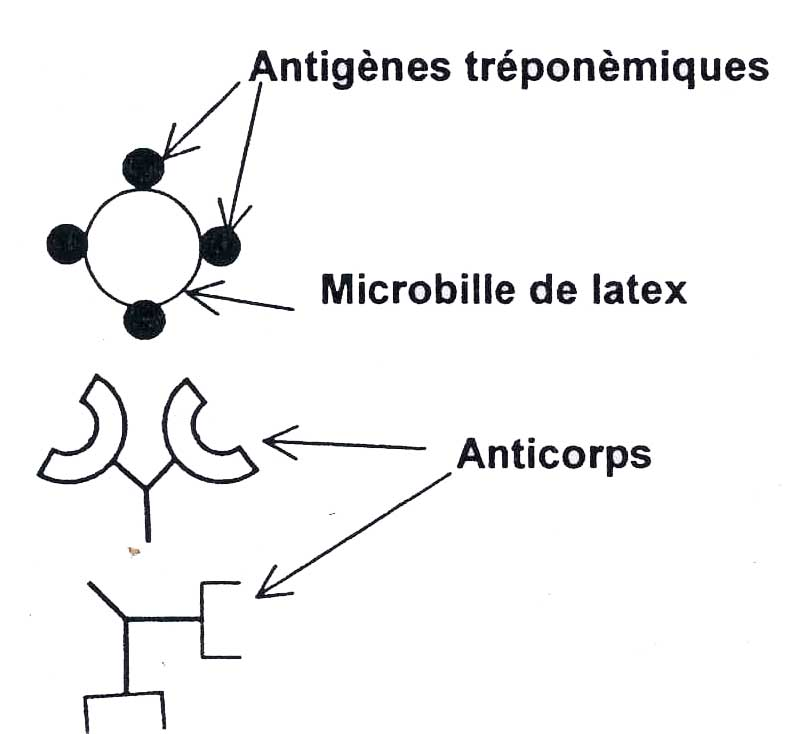 Antigènes tréponèmiques
Microbille de latex
Anticorps